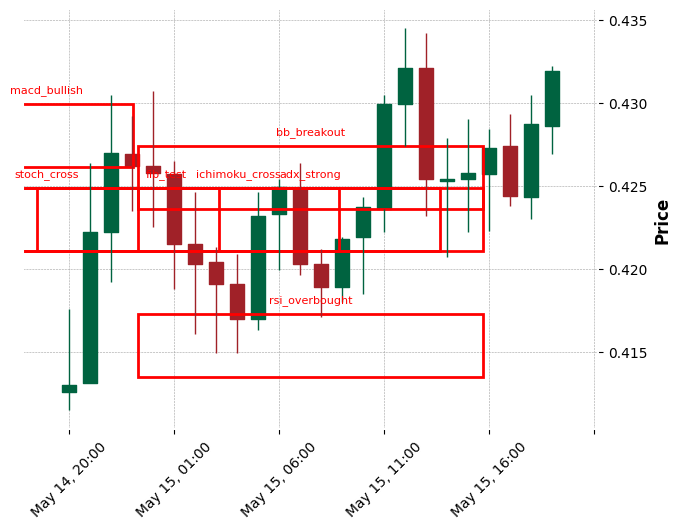 0.435
macd_bullish
0.430
bb_breakout
stoch_cross
ichimoku_cross
adx_strong
0.425
Price
0.420
rsi_overbought
0.415
May 14, 20:00
May 15, 01:00
May 15, 06:00
May 15, 11:00
May 15, 16:00